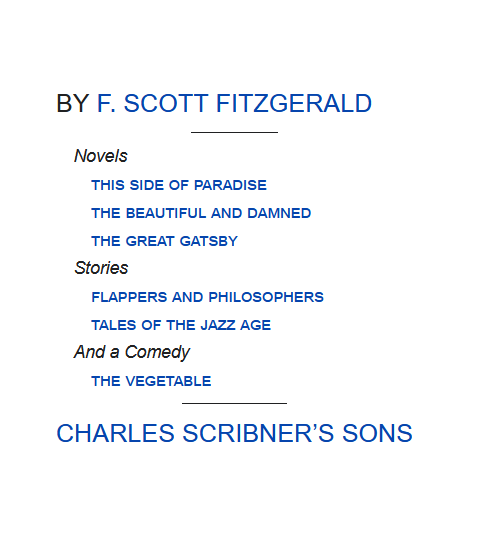 BY F. SCOTT FITZGERALD
Novels
THIS SIDE OF PARADISE
THE BEAUTIFUL AND DAMNED
THE GREAT GATSBY
Stories
FLAPPERS AND PHILOSOPHERS
TALES OF THE JAZZ AGE
And a Comedy
THE VEGETABLE
CHARLES SCRIBNER’S SONS